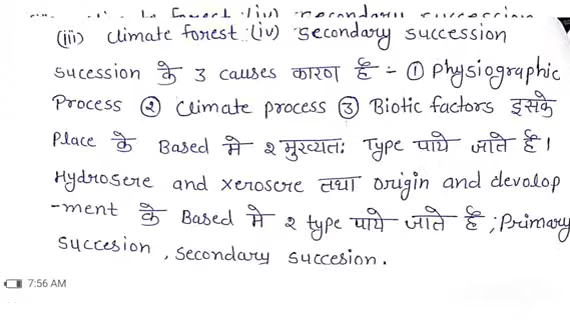 (iii) Climate forest (iv) Secondary succession
sucession के 3 causes कारण है - ① Physiographic
Process ② Climate process ③ Biotic factors इसके
Place के Based मे २ मुख्यतः Type पाये जाते है।
Hydrosere and xerosere तथा origin and devolop
-ment के Based मे २ type पाये जाते है ; Primary
succesion , secondary succesion .
7:56 AM